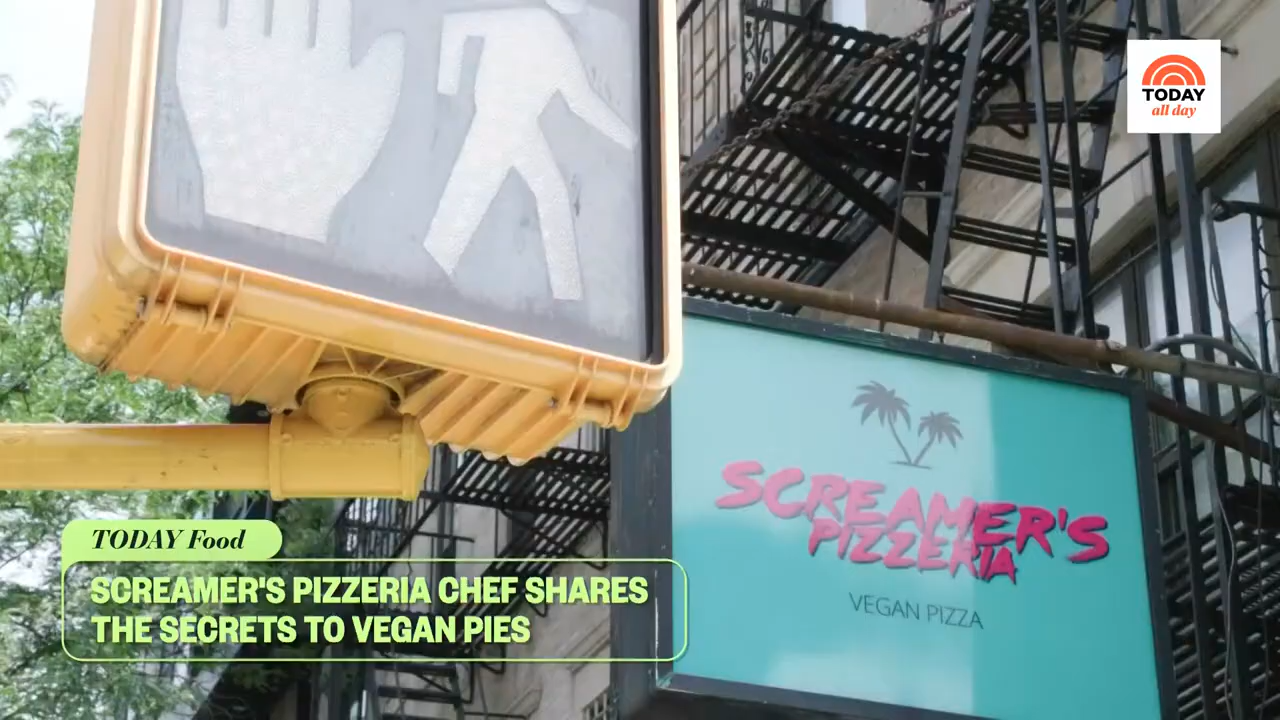 TODAY
all day
SCREAMER'S
PIZZERIA
VEGAN PIZZA
TODAY Food
SCREAMER'S PIZZERIA CHEF SHARES
THE SECRETS TO VEGAN PIES